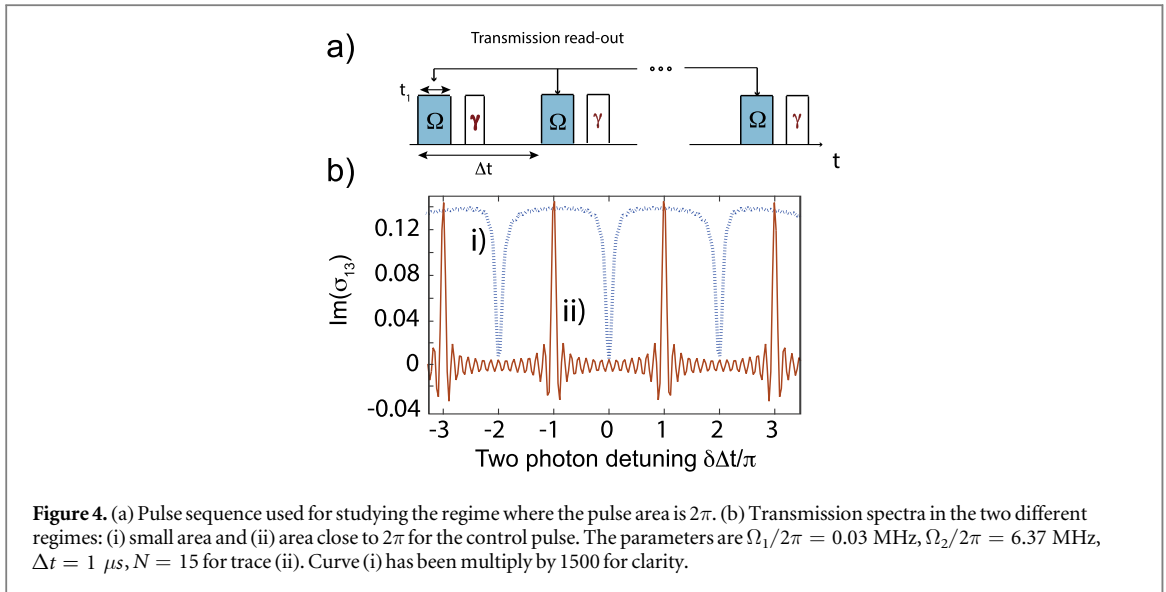 a)
Transmission read-out
t1
Ω γ Ω γ Ω γ
t
Δt
b)
0.12
0.08
0.04
0
-0.04
Im(σ13)
i)
ii)
-3 -2 -1 0 1 2 3
Two photon detuning δΔt/π
Figure 4. (a) Pulse sequence used for studying the regime where the pulse area is 2π. (b) Transmission spectra in the two different
regimes: (i) small area and (ii) area close to 2π for the control pulse. The parameters are Ω1/2π = 0.03 MHz, Ω2/2π = 6.37 MHz,
Δt = 1 μs, N = 15 for trace (ii). Curve (i) has been multiply by 1500 for clarity.